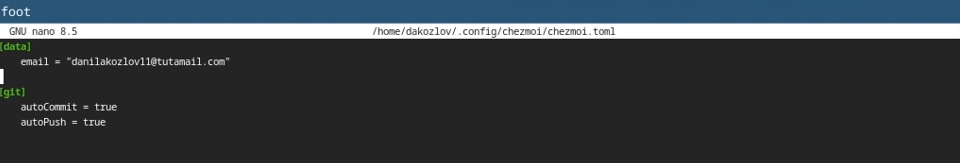 foot
GNU nano 8.5 /home/dakozlov/.config/chezmoi/chezmoi.toml
[data]
email = "danilakozlov11@tutamail.com"
[git]
autoCommit = true
autoPush = true